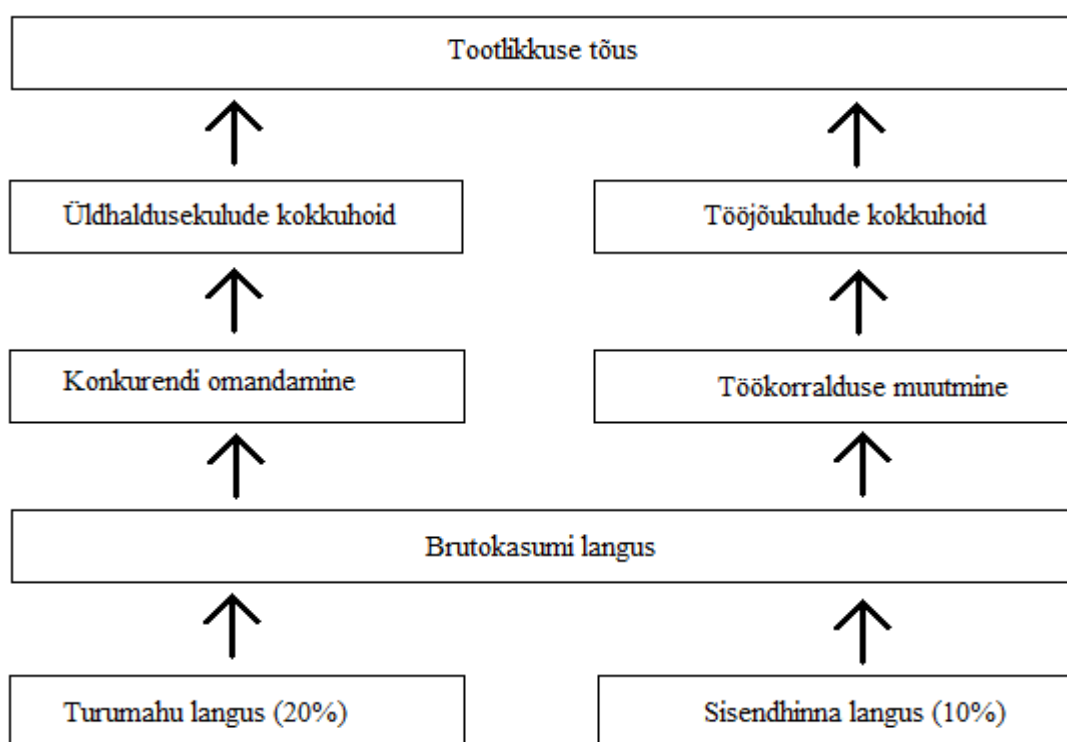 Tootlikkuse tõus
Üldhaldusekulude kokkuhoid
Tööjõukulude kokkuhoid
Konkurendi omandamine
Töökorralduse muutmine
Brutokasumi langus
Turumahu langus (20%)
Sisendhinna langus (10%)